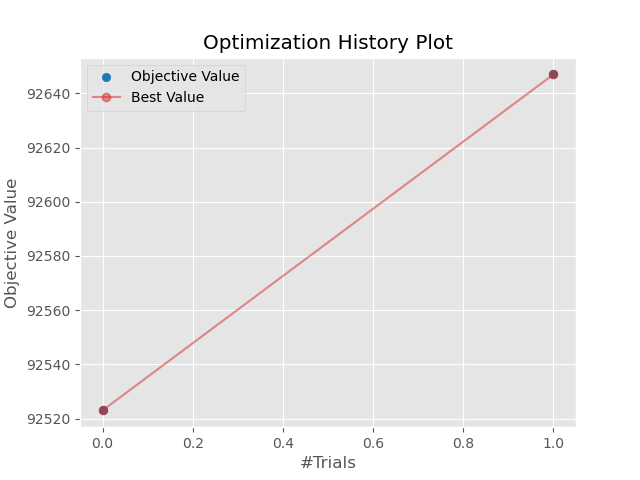 Optimization History Plot
Objective Value
Best Value
Objective Value
92640
92620
92600
92580
92560
92540
92520
0.0 0.2 0.4 0.6 0.8 1.0
#Trials